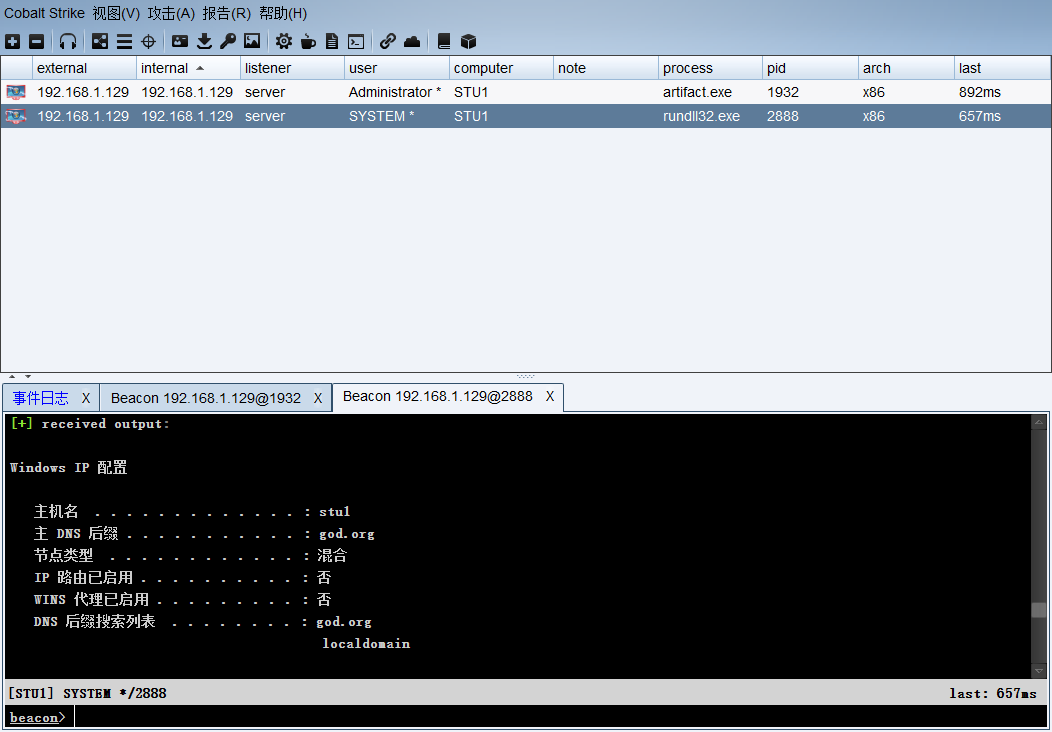 Cobalt Strike 视图(V) 攻击(A) 报告(R) 帮助(H)
external internal listener user computer note process pid arch last
192.168.1.129 192.168.1.129 server Administrator * STU1 artifact.exe 1932 x86 892ms
192.168.1.129 192.168.1.129 server SYSTEM * STU1 rundll32.exe 2888 x86 657ms
事件日志 X Beacon 192.168.1.129@1932 X Beacon 192.168.1.129@2888 X
[+] received output:
Windows IP 配置
主机名 . . . . . . . . . . . . . : stu1
主 DNS 后缀 . . . . . . . . . . . : god.org
节点类型 . . . . . . . . . . . . : 混合
IP 路由已启用 . . . . . . . . . . : 否
WINS 代理已启用 . . . . . . . . . : 否
DNS 后缀搜索列表 . . . . . . . . : god.org
localdomain
[STU1] SYSTEM */2888 last: 657ms
beacon>